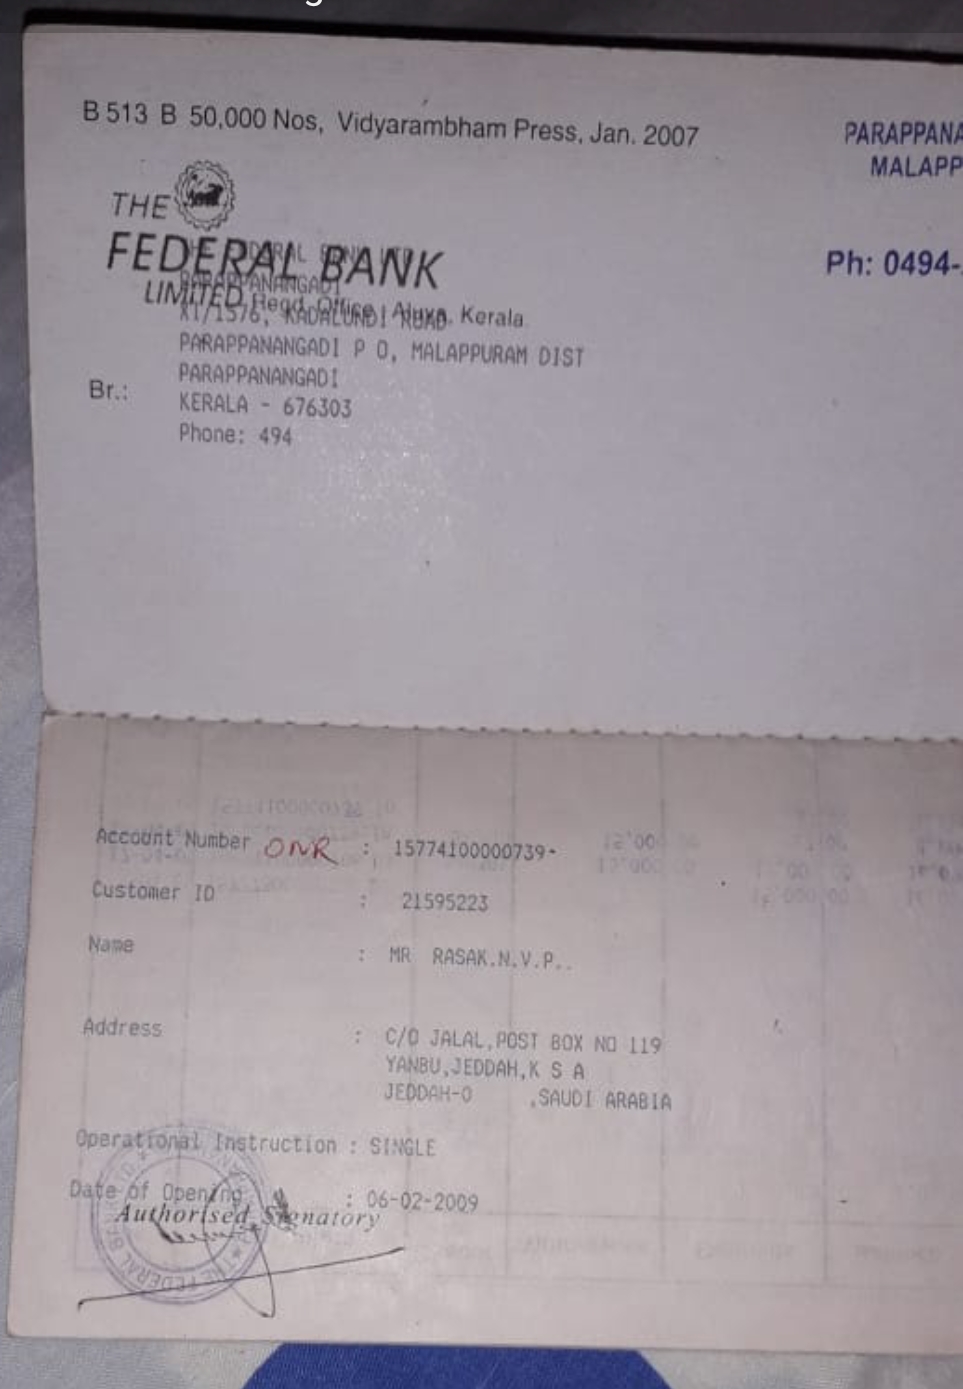 B 513 B 50,000 Nos, Vidyarambham Press, Jan. 2007
PARAPPANA
MALAPP
THE
FEDERAL BANK
LIMITED Regd. Office: Aluva, Kerala
Ph: 0494-
PARAPPANANGADI
XI/1576, KADALUNDI ROAD
PARAPPANANGADI P O, MALAPPURAM DIST
PARAPPANANGADI
Br.:
KERALA - 676303
Phone: 494
Account Number ONR : 15774100000739-
Customer ID : 21595223
Name : MR RASAK.N.V.P..
Address : C/O JALAL,POST BOX NO 119
YANBU,JEDDAH,K S A
JEDDAH-0 ,SAUDI ARABIA
Operational Instruction : SINGLE
Date of Opening : 06-02-2009
Authorised Signatory
THE FEDERAL